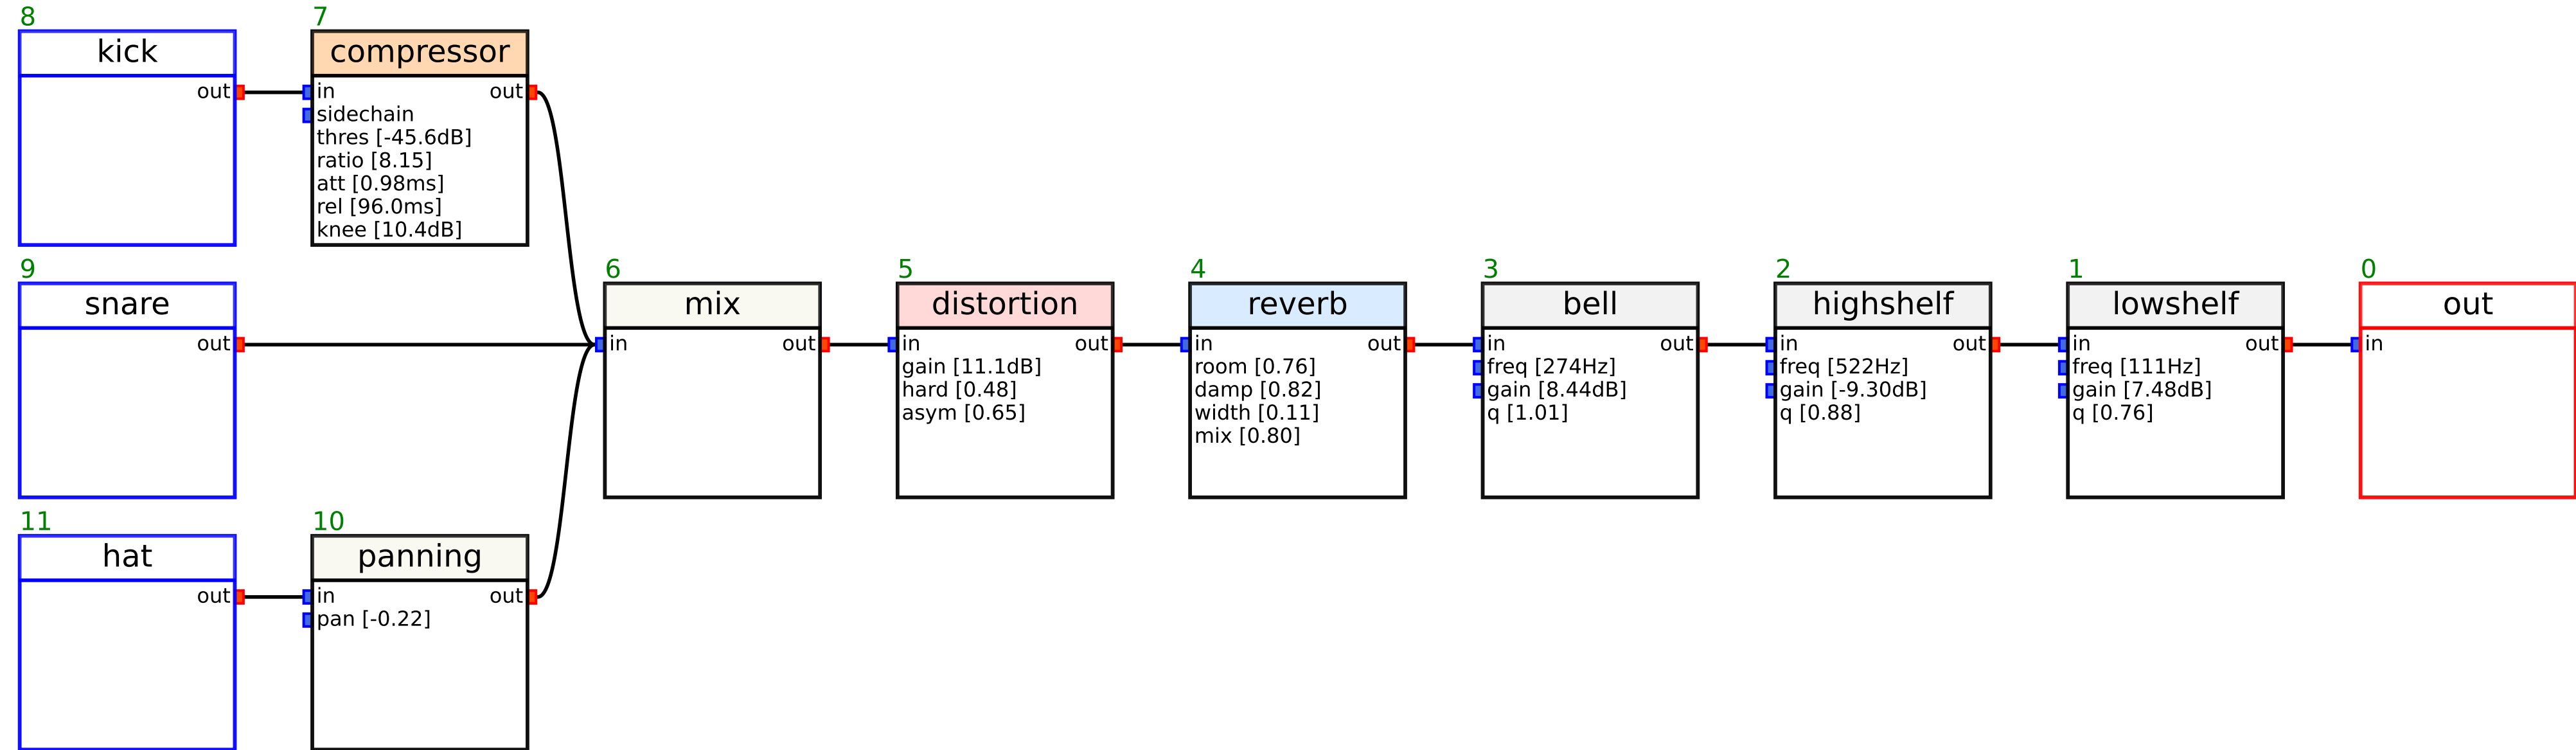 8
kick
out
7
compressor
in out
sidechain
thres [-45.6dB]
ratio [8.15]
att [0.98ms]
rel [96.0ms]
knee [10.4dB]
9
snare
out
6
mix
in out
5
distortion
in out
gain [11.1dB]
hard [0.48]
asym [0.65]
4
reverb
in out
room [0.76]
damp [0.82]
width [0.11]
mix [0.80]
3
bell
in out
freq [274Hz]
gain [8.44dB]
q [1.01]
2
highshelf
in out
freq [522Hz]
gain [-9.30dB]
q [0.88]
1
lowshelf
in out
freq [111Hz]
gain [7.48dB]
q [0.76]
0
out
in
11
hat
out
10
panning
in out
pan [-0.22]